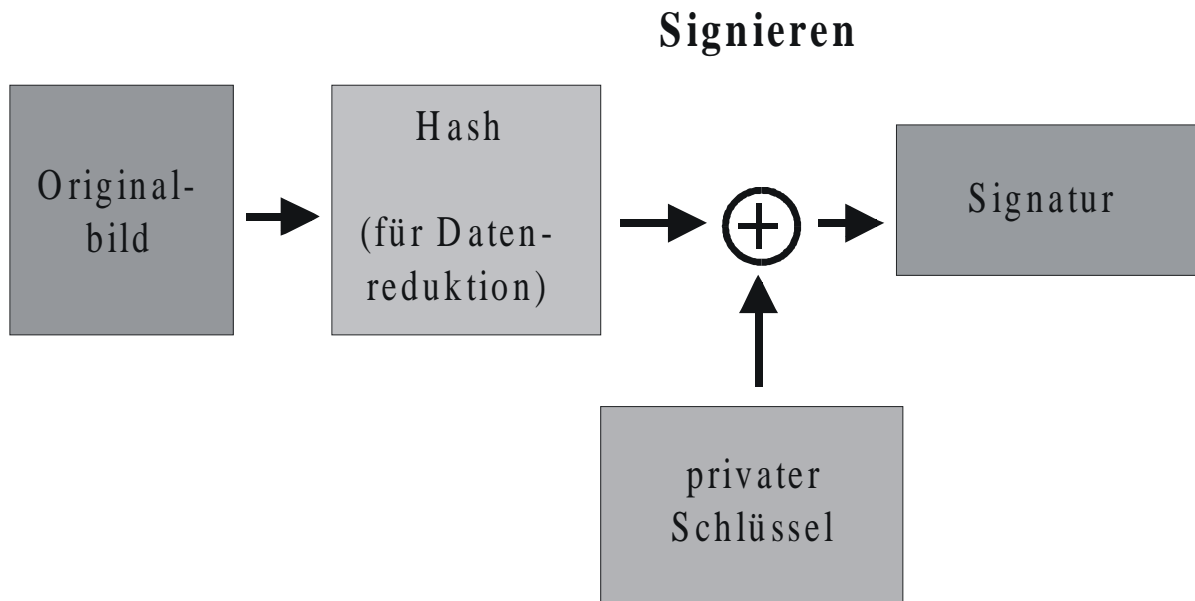 Signieren
Original-
bild
Hash
(für Daten-
reduktion)
Signatur
privater
Schlüssel